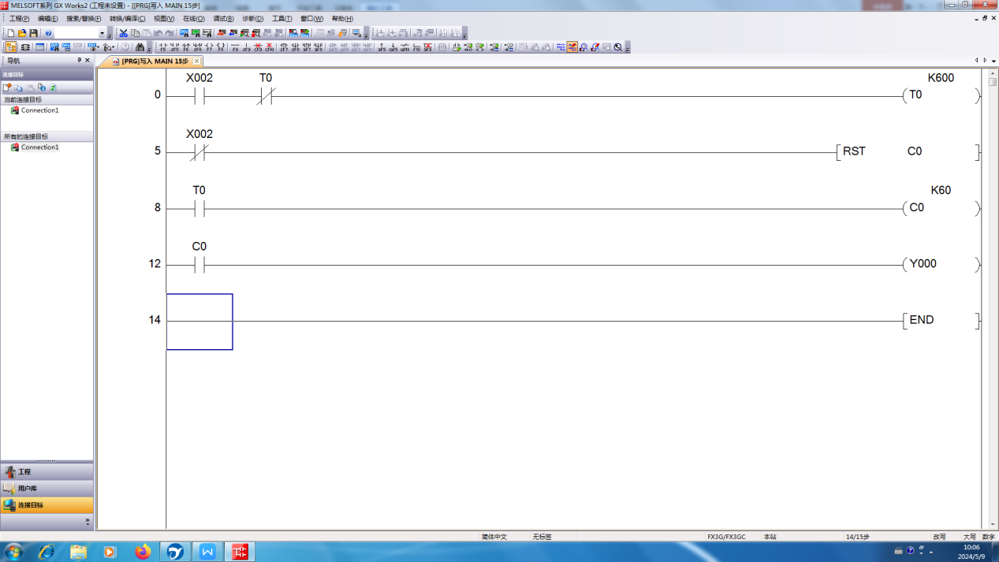 MELSOFT系列 GX Works2 (工程未设置) - [[PRG]写入 MAIN 15步]
工程(P) 编辑(E) 搜索/替换(F) 转换/编译(C) 视图(V) 在线(O) 调试(B) 诊断(D) 工具(T) 窗口(W) 帮助(H)
导航
[PRG]写入 MAIN 15步
连接目标
当前连接目标
Connection1
所有的连接目标
Connection1
X002 T0 K600
0 T0
X002
5 RST C0
T0 K60
8 C0
C0
12 Y000
14 END
工程
用户库
连接目标
简体中文 无标签 FX3G/FX3GC 本站 14/15步 改写 大写 数字
10:06
2024/5/9